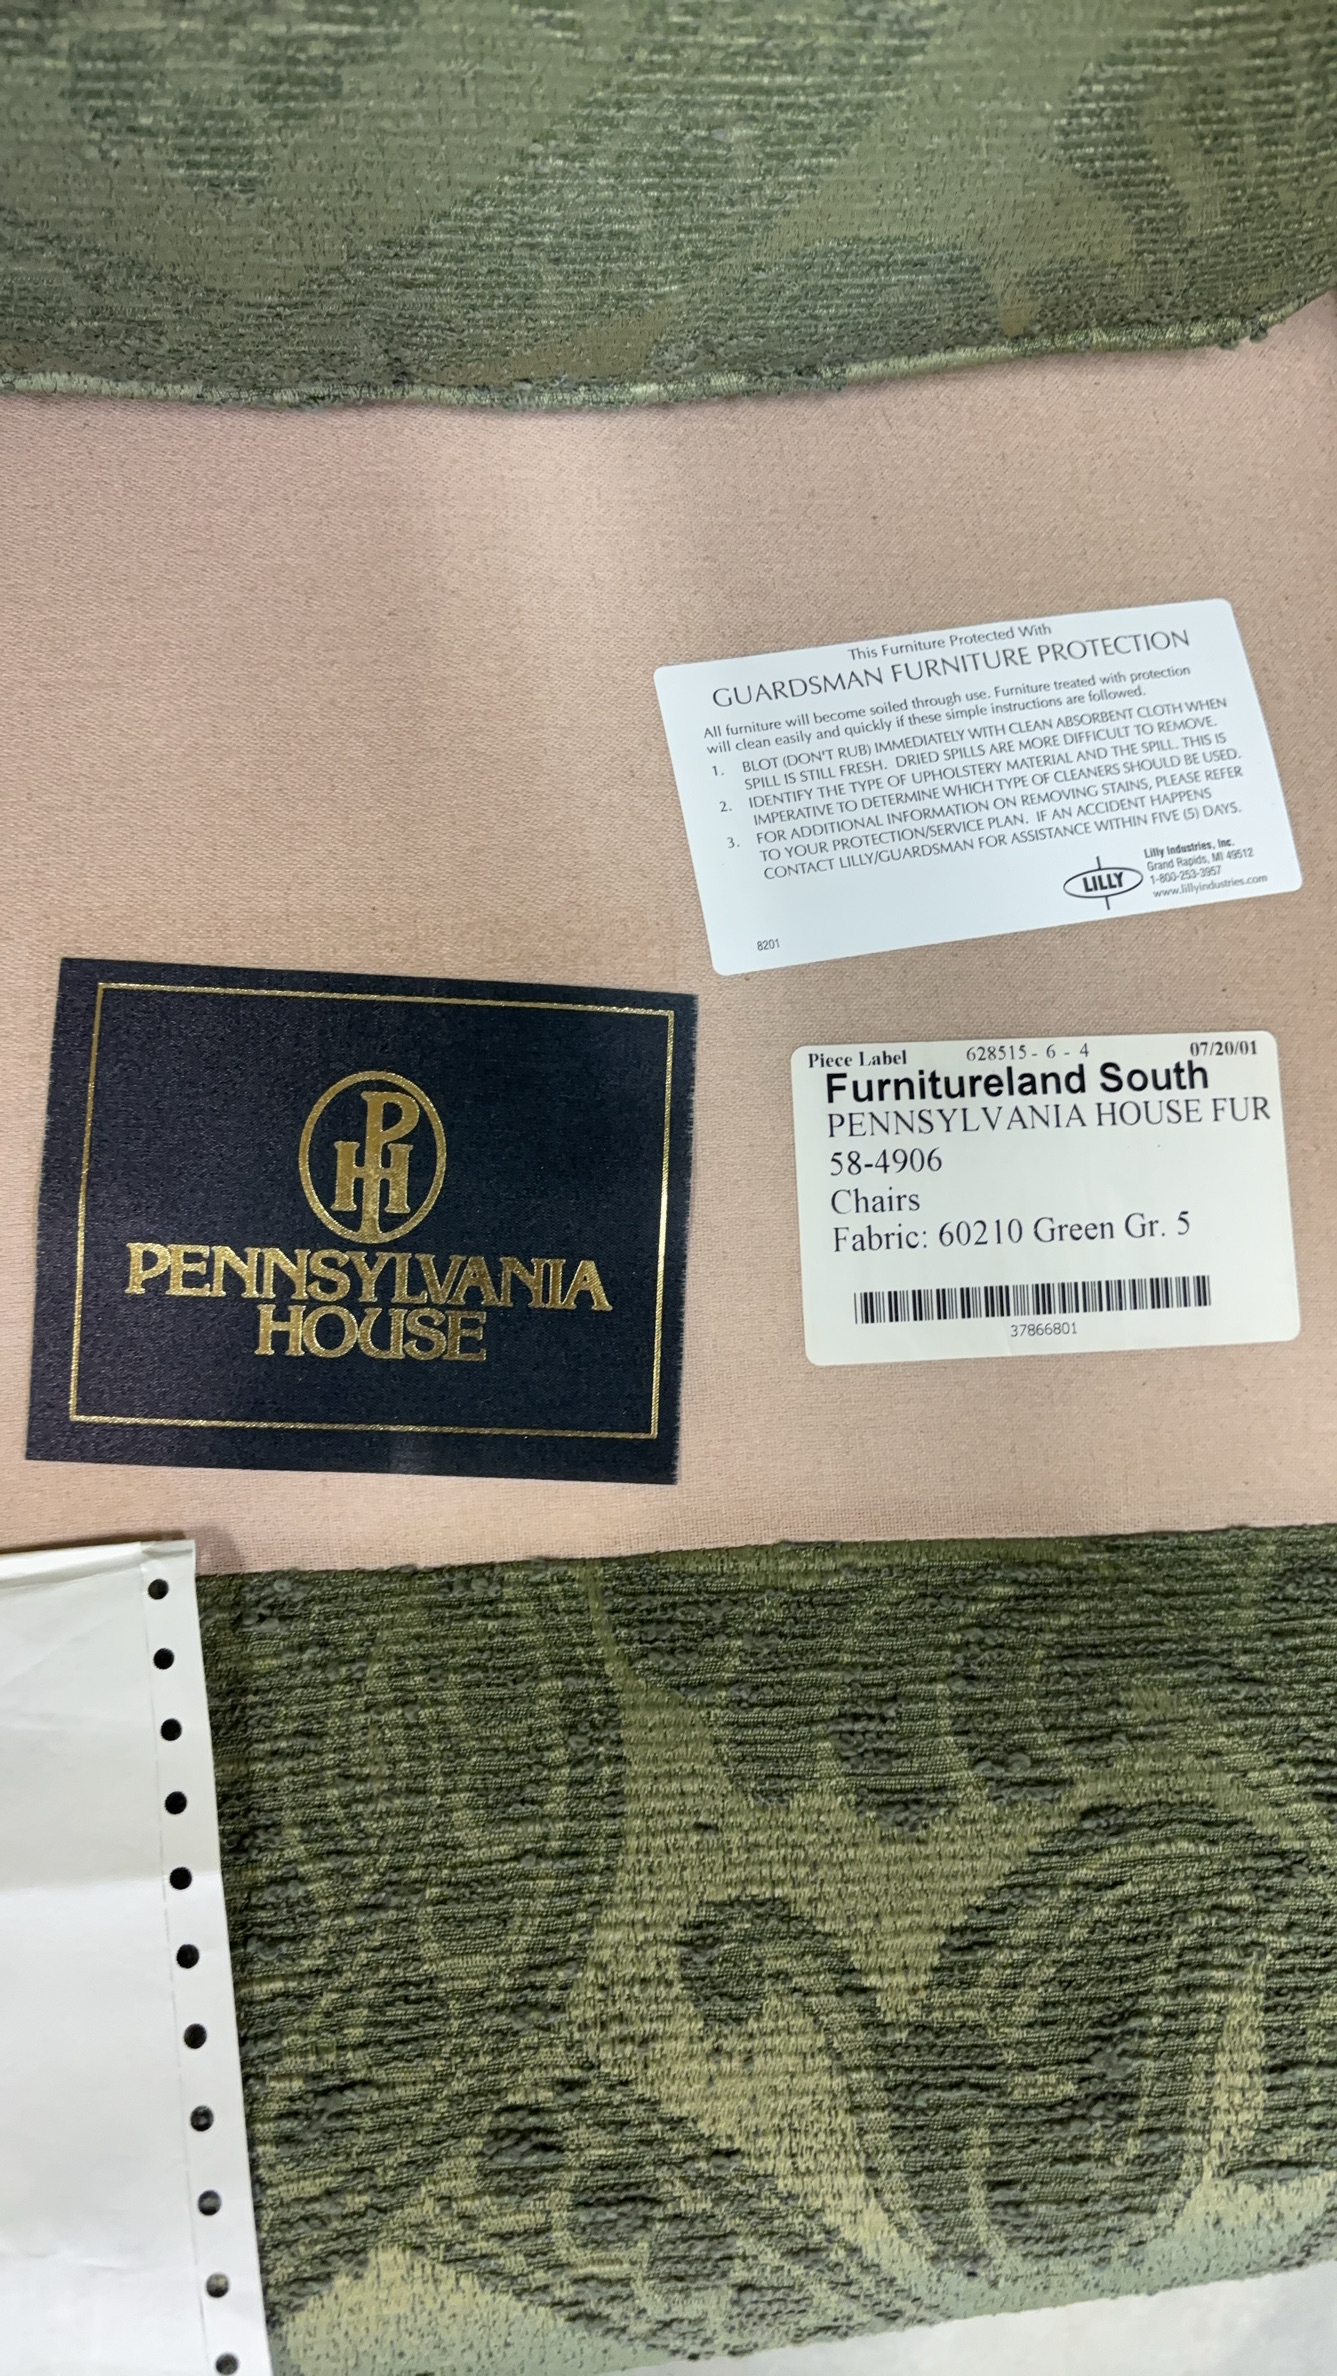 This Furniture Protected With
GUARDSMAN FURNITURE PROTECTION
All furniture will become soiled through use. Furniture treated with protection
will clean easily and quickly if these simple instructions are followed.
1. BLOT (DON'T RUB) IMMEDIATELY WITH CLEAN ABSORBENT CLOTH WHEN
SPILL IS STILL FRESH. DRIED SPILLS ARE MORE DIFFICULT TO REMOVE.
2. IDENTIFY THE TYPE OF UPHOLSTERY MATERIAL AND THE SPILL. THIS IS
IMPERATIVE TO DETERMINE WHICH TYPE OF CLEANERS SHOULD BE USED.
3. FOR ADDITIONAL INFORMATION ON REMOVING STAINS, PLEASE REFER
TO YOUR PROTECTION/SERVICE PLAN. IF AN ACCIDENT HAPPENS
CONTACT LILLY/GUARDSMAN FOR ASSISTANCE WITHIN FIVE (5) DAYS.
LILLY
Lilly Industries, Inc.
Grand Rapids, MI 49512
1-800-253-3957
www.lillyindustries.com
8201
PH
PENNSYLVANIA
HOUSE
Piece Label 628515 - 6 - 4 07/20/01
Furnitureland South
PENNSYLVANIA HOUSE FUR
58-4906
Chairs
Fabric: 60210 Green Gr. 5
37866801